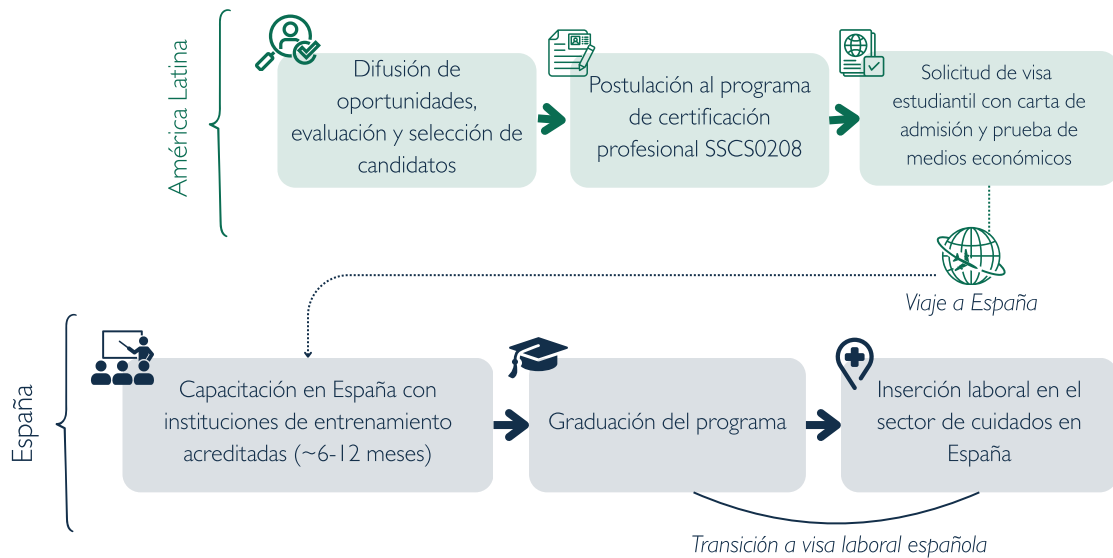 América Latina
Difusión de
oportunidades,
evaluación y selección de
candidatos
Postulación al programa
de certificación
profesional SSCS0208
Solicitud de visa
estudiantil con carta de
admisión y prueba de
medios económicos
Viaje a España
España
Capacitación en España con
instituciones de entrenamiento
acreditadas (~6-12 meses)
Graduación del programa
Inserción laboral en el
sector de cuidados en
España
Transición a visa laboral española